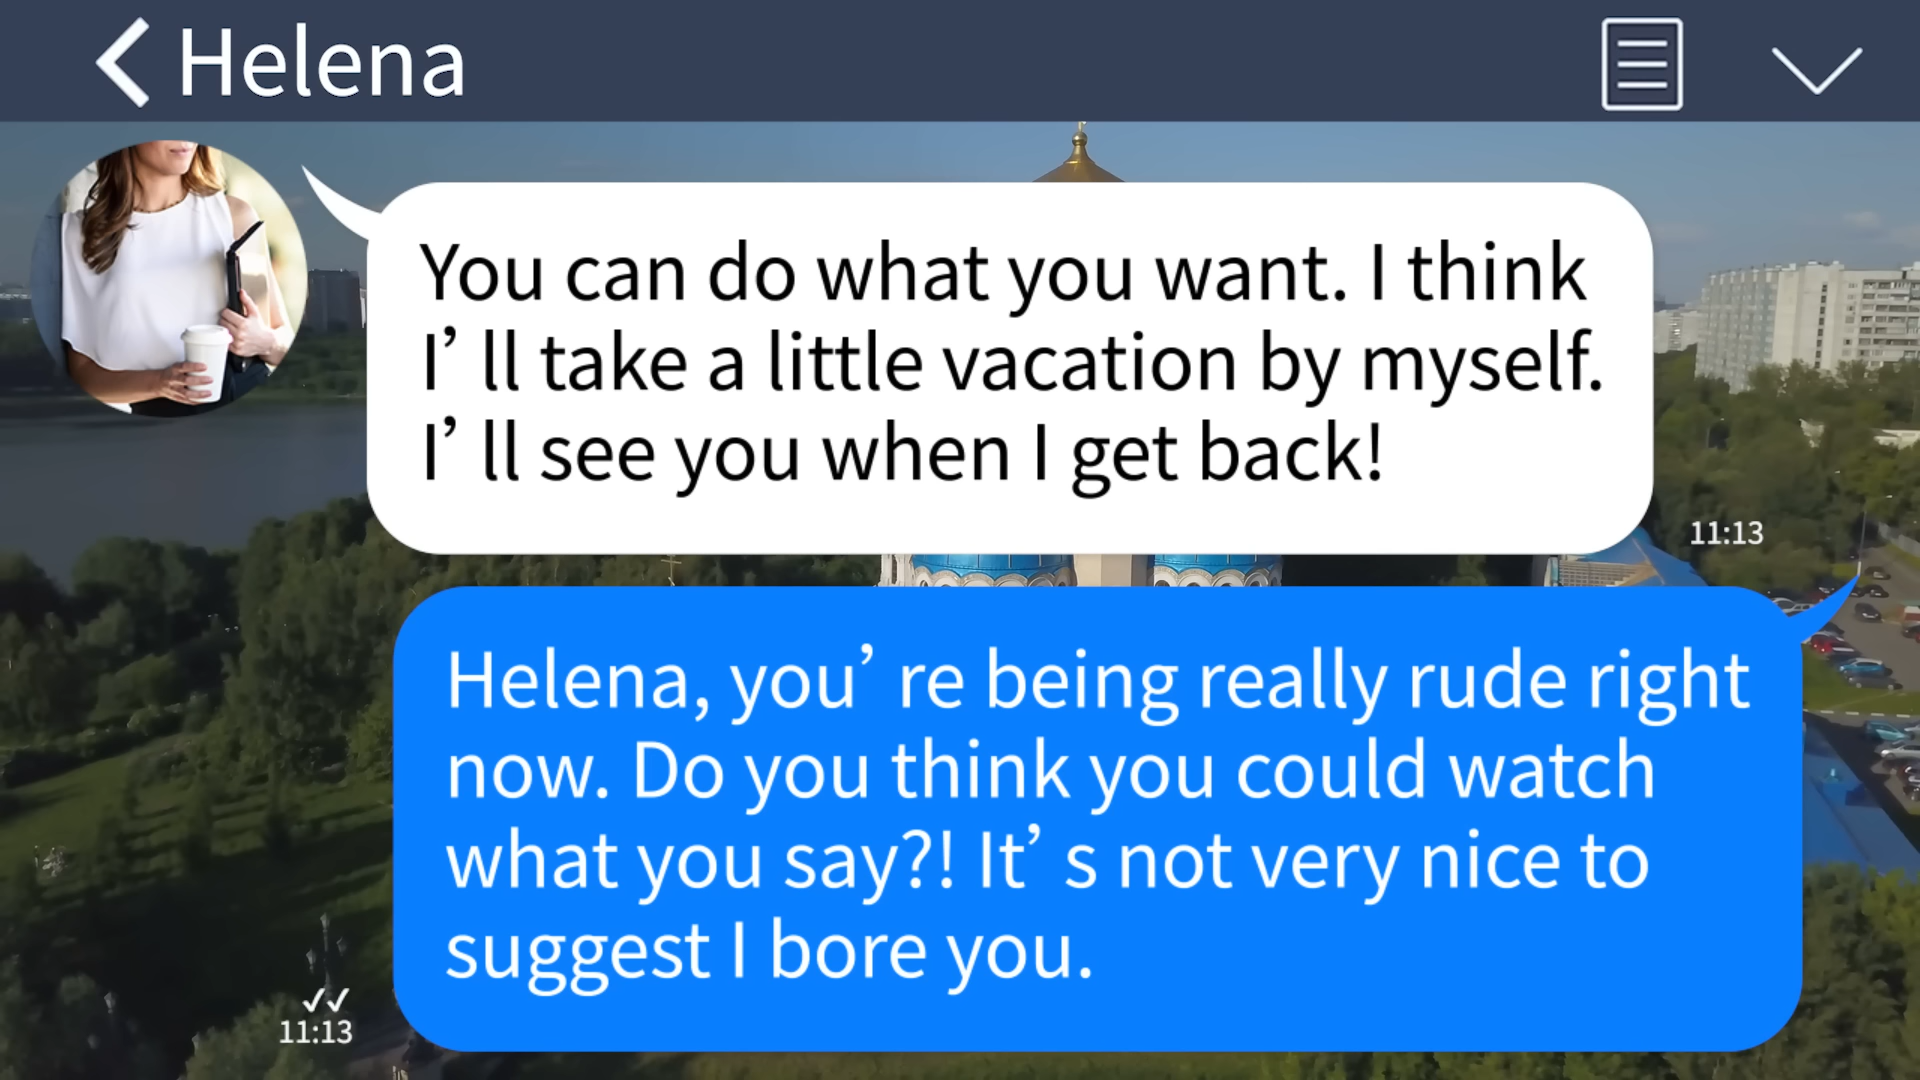 Helena
You can do what you want. I think
I’ ll take a little vacation by myself.
I’ ll see you when I get back!
11:13
Helena, you’ re being really rude right
now. Do you think you could watch
what you say?! It’ s not very nice to
suggest I bore you.
11:13